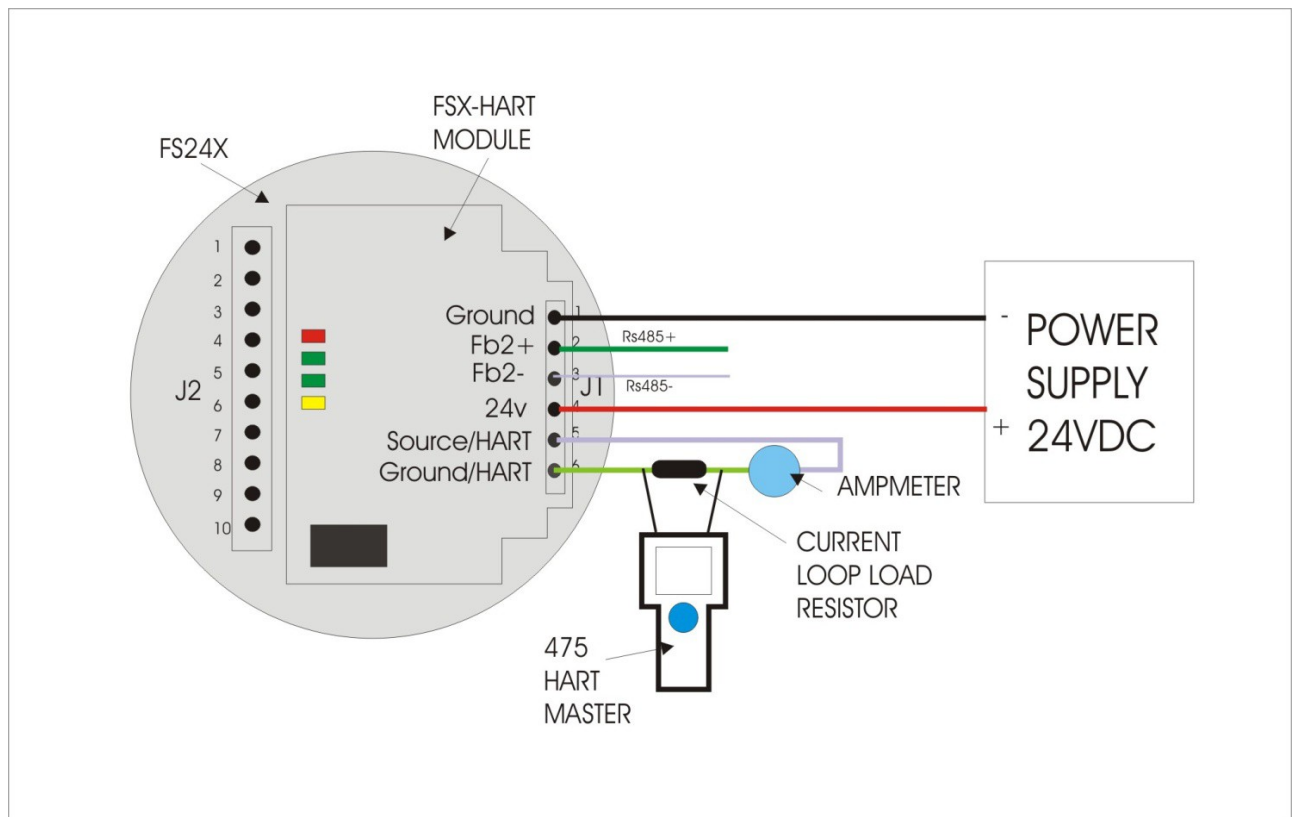 FSX-HART
MODULE
FS24X
1
2
3
4
5
6
7
8
9
10
J2
Ground
Fb2+
Fb2-
24v
Source/HART
Ground/HART
1
2
3
4
5
6
J1
Rs485+
Rs485-
-
+
POWER
SUPPLY
24VDC
AMPMETER
CURRENT
LOOP LOAD
RESISTOR
475
HART
MASTER